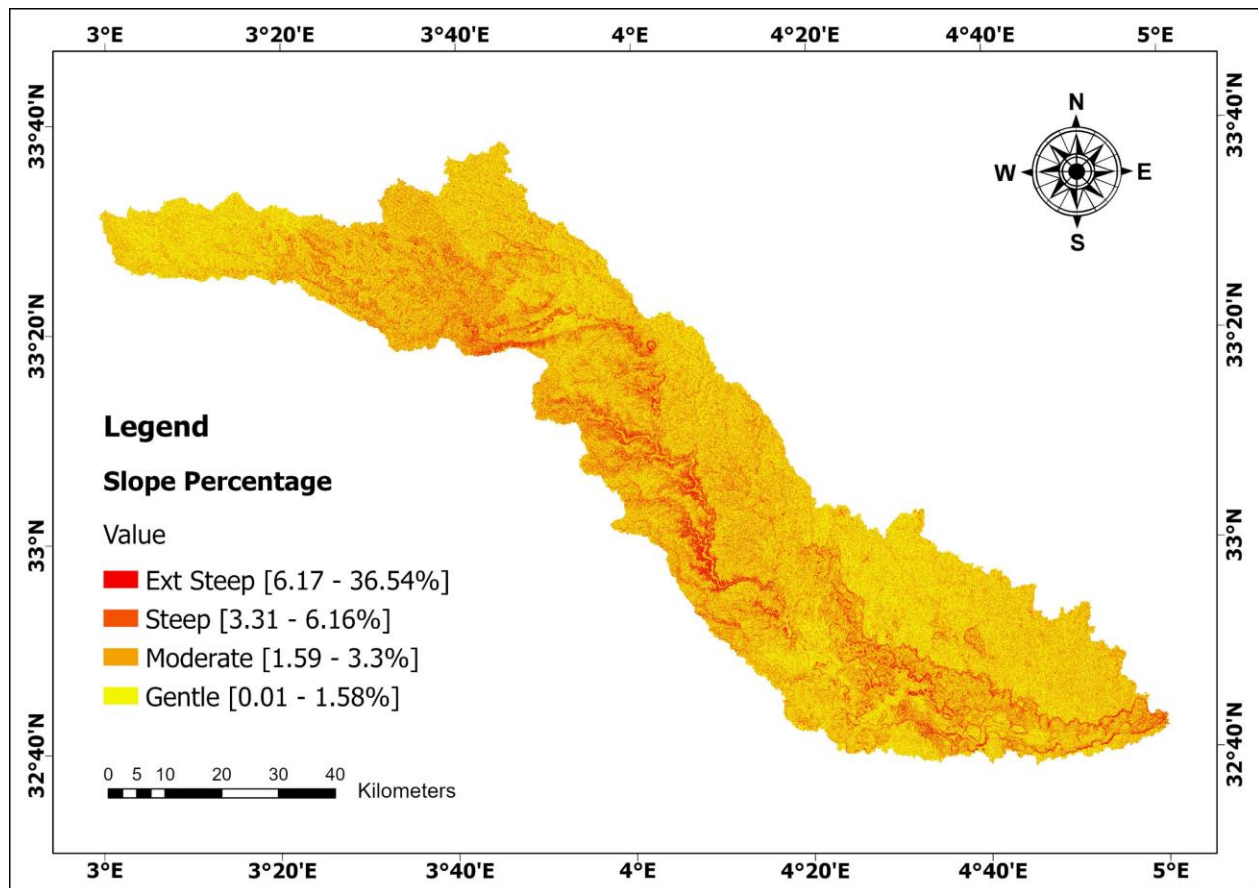 3°E 3°20'E 3°40'E 4°E 4°20'E 4°40'E 5°E
N
W E
S
33°40'N 33°40'N
33°20'N 33°20'N
33°N 33°N
32°40'N 32°40'N
Legend
Slope Percentage
Value
Ext Steep [6.17 - 36.54%]
Steep [3.31 - 6.16%]
Moderate [1.59 - 3.3%]
Gentle [0.01 - 1.58%]
0 5 10 20 30 40
Kilometers
3°E 3°20'E 3°40'E 4°E 4°20'E 4°40'E 5°E